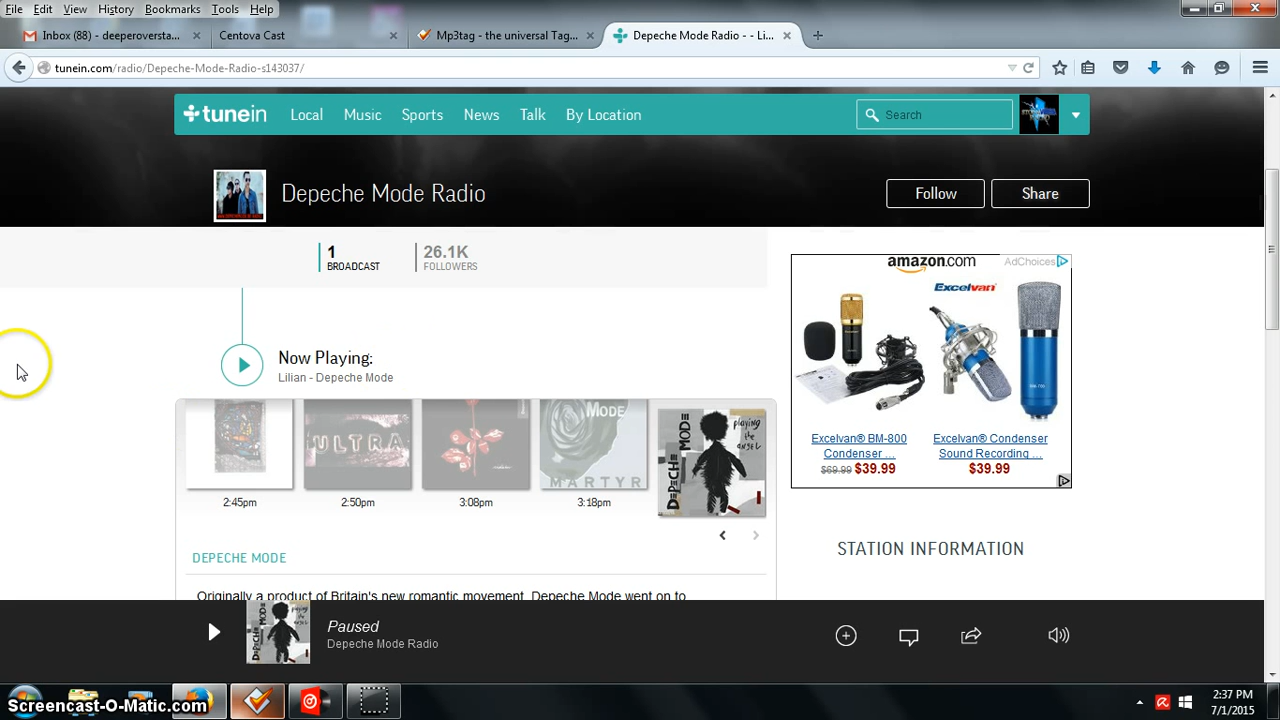 File Edit View History Bookmarks Tools Help
Inbox (88) - deeperoversta... × Centova Cast × Mp3tag - the universal Tag... × Depeche Mode Radio - - Li... × +
tunein.com/radio/Depeche-Mode-Radio-s143037/
tunein Local Music Sports News Talk By Location Search
Depeche Mode Radio Follow Share
1 26.1K
BROADCAST FOLLOWERS
amazon.com AdChoices
Excelvan
Now Playing:
Lilian - Depeche Mode
ULTRA
MODE
MARTYR
DEPECHE MODE playing the angel
Excelvan® BM-800 Condenser ...
$69.99 $39.99
Excelvan® Condenser Sound Recording ...
$39.99
2:45pm 2:50pm 3:08pm 3:18pm
STATION INFORMATION
DEPECHE MODE
Originally a product of Britain's new romantic movement, Depeche Mode went on to
Paused
Depeche Mode Radio
Screencast-O-Matic.com
2:37 PM
7/1/2015